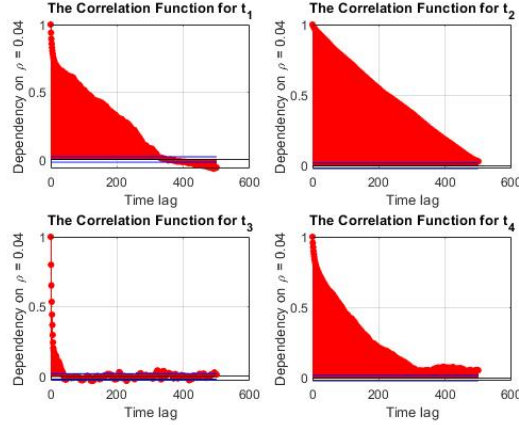 The Correlation Function for t1
Dependency on ρ = 0.04
1
0.5
0
0
200
400
600
Time lag
The Correlation Function for t2
Dependency on ρ = 0.04
1
0.5
0
0
200
400
600
Time lag
The Correlation Function for t3
Dependency on ρ = 0.04
1
0.5
0
0
200
400
600
Time lag
The Correlation Function for t4
Dependency on ρ = 0.04
1
0.5
0
0
200
400
600
Time lag